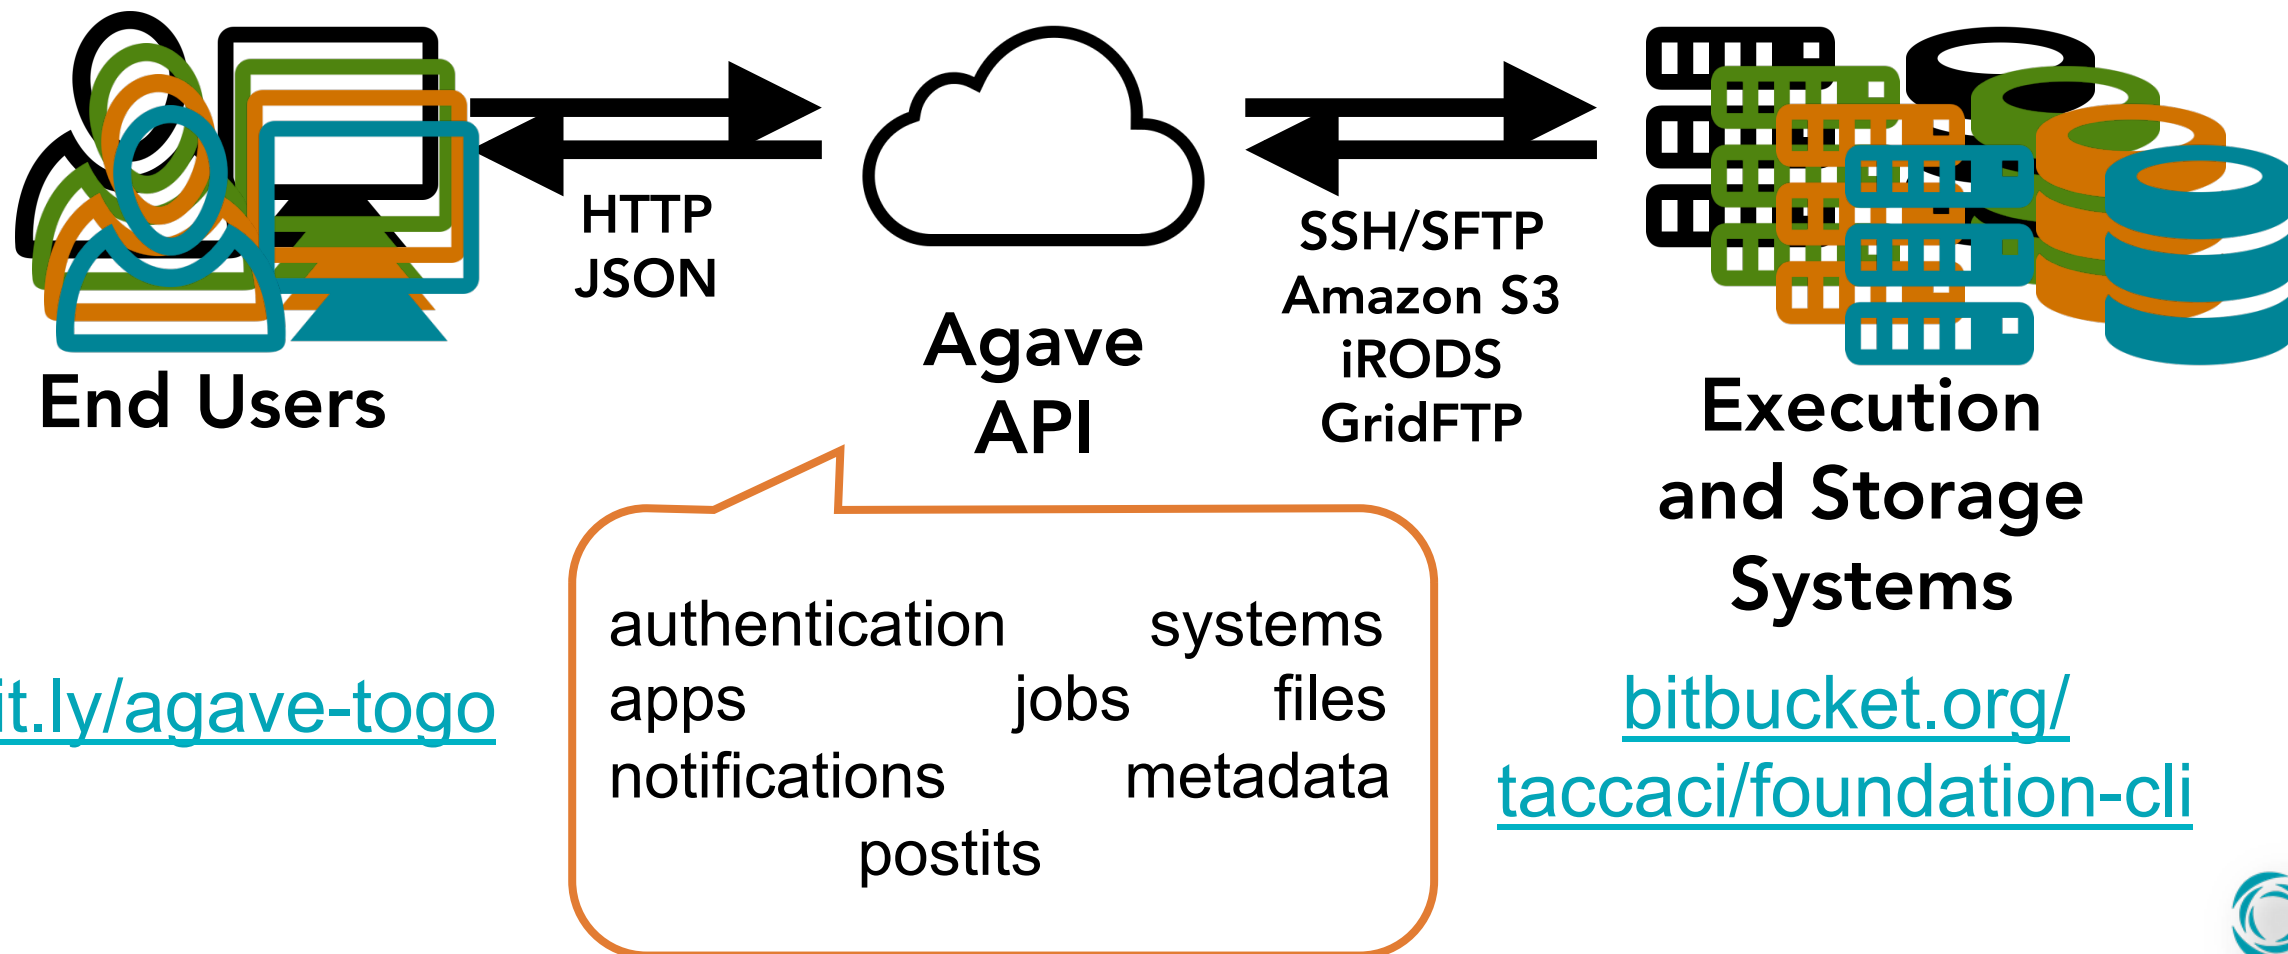 HTTP
JSON
SSH/SFTP
Amazon S3
iRODS
GridFTP
End Users
Agave
API
Execution
and Storage
Systems
authentication systems
apps jobs files
notifications metadata
postits
it.ly/agave-togo
bitbucket.org/
taccaci/foundation-cli